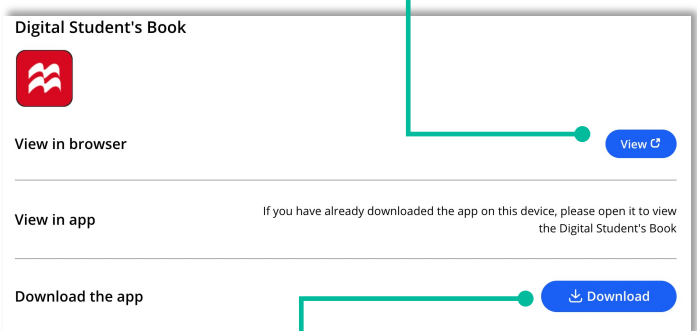 Digital Student's Book
View in browser
View
View in app
If you have already downloaded the app on this device, please open it to view
the Digital Student's Book
Download the app
Download